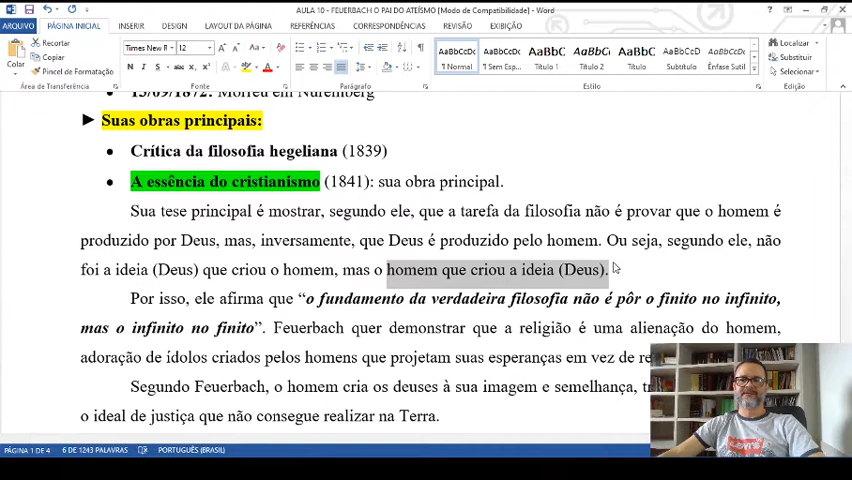 AULA 10 - FEUERBACH O PAI DO ATEÍSMO [Modo de Compatibilidade] - Word
ARQUIVO PÁGINA INICIAL INSERIR DESIGN LAYOUT DA PÁGINA REFERÊNCIAS CORRESPONDÊNCIAS REVISÃO EXIBIÇÃO
Colar
Recortar
Copiar
Pincel de Formatação
Área de Transferência
Times New R 12
Fonte
Parágrafo
AaBbCcDc AaBbCcDc AaBbC AaBbCc AaBbC AaBbCcD AaBbCcDc
¶ Normal ¶ Sem Esp... Título 1 Título 2 Título Subtítulo Ênfase Sutil
Estilo
Localizar
Substituir
Selecionar
Edição
15/09/1872: Morreu em Nuremberg
► Suas obras principais:
• Crítica da filosofia hegeliana (1839)
• A essência do cristianismo (1841): sua obra principal.
Sua tese principal é mostrar, segundo ele, que a tarefa da filosofia não é provar que o homem é
produzido por Deus, mas, inversamente, que Deus é produzido pelo homem. Ou seja, segundo ele, não
foi a ideia (Deus) que criou o homem, mas o homem que criou a ideia (Deus).
Por isso, ele afirma que “o fundamento da verdadeira filosofia não é pôr o finito no infinito,
mas o infinito no finito”. Feuerbach quer demonstrar que a religião é uma alienação do homem,
adoração de ídolos criados pelos homens que projetam suas esperanças em vez de
Segundo Feuerbach, o homem cria os deuses à sua imagem e semelhança,
o ideal de justiça que não consegue realizar na Terra.
PÁGINA 1 DE 4 6 DE 1243 PALAVRAS PORTUGUÊS (BRASIL)